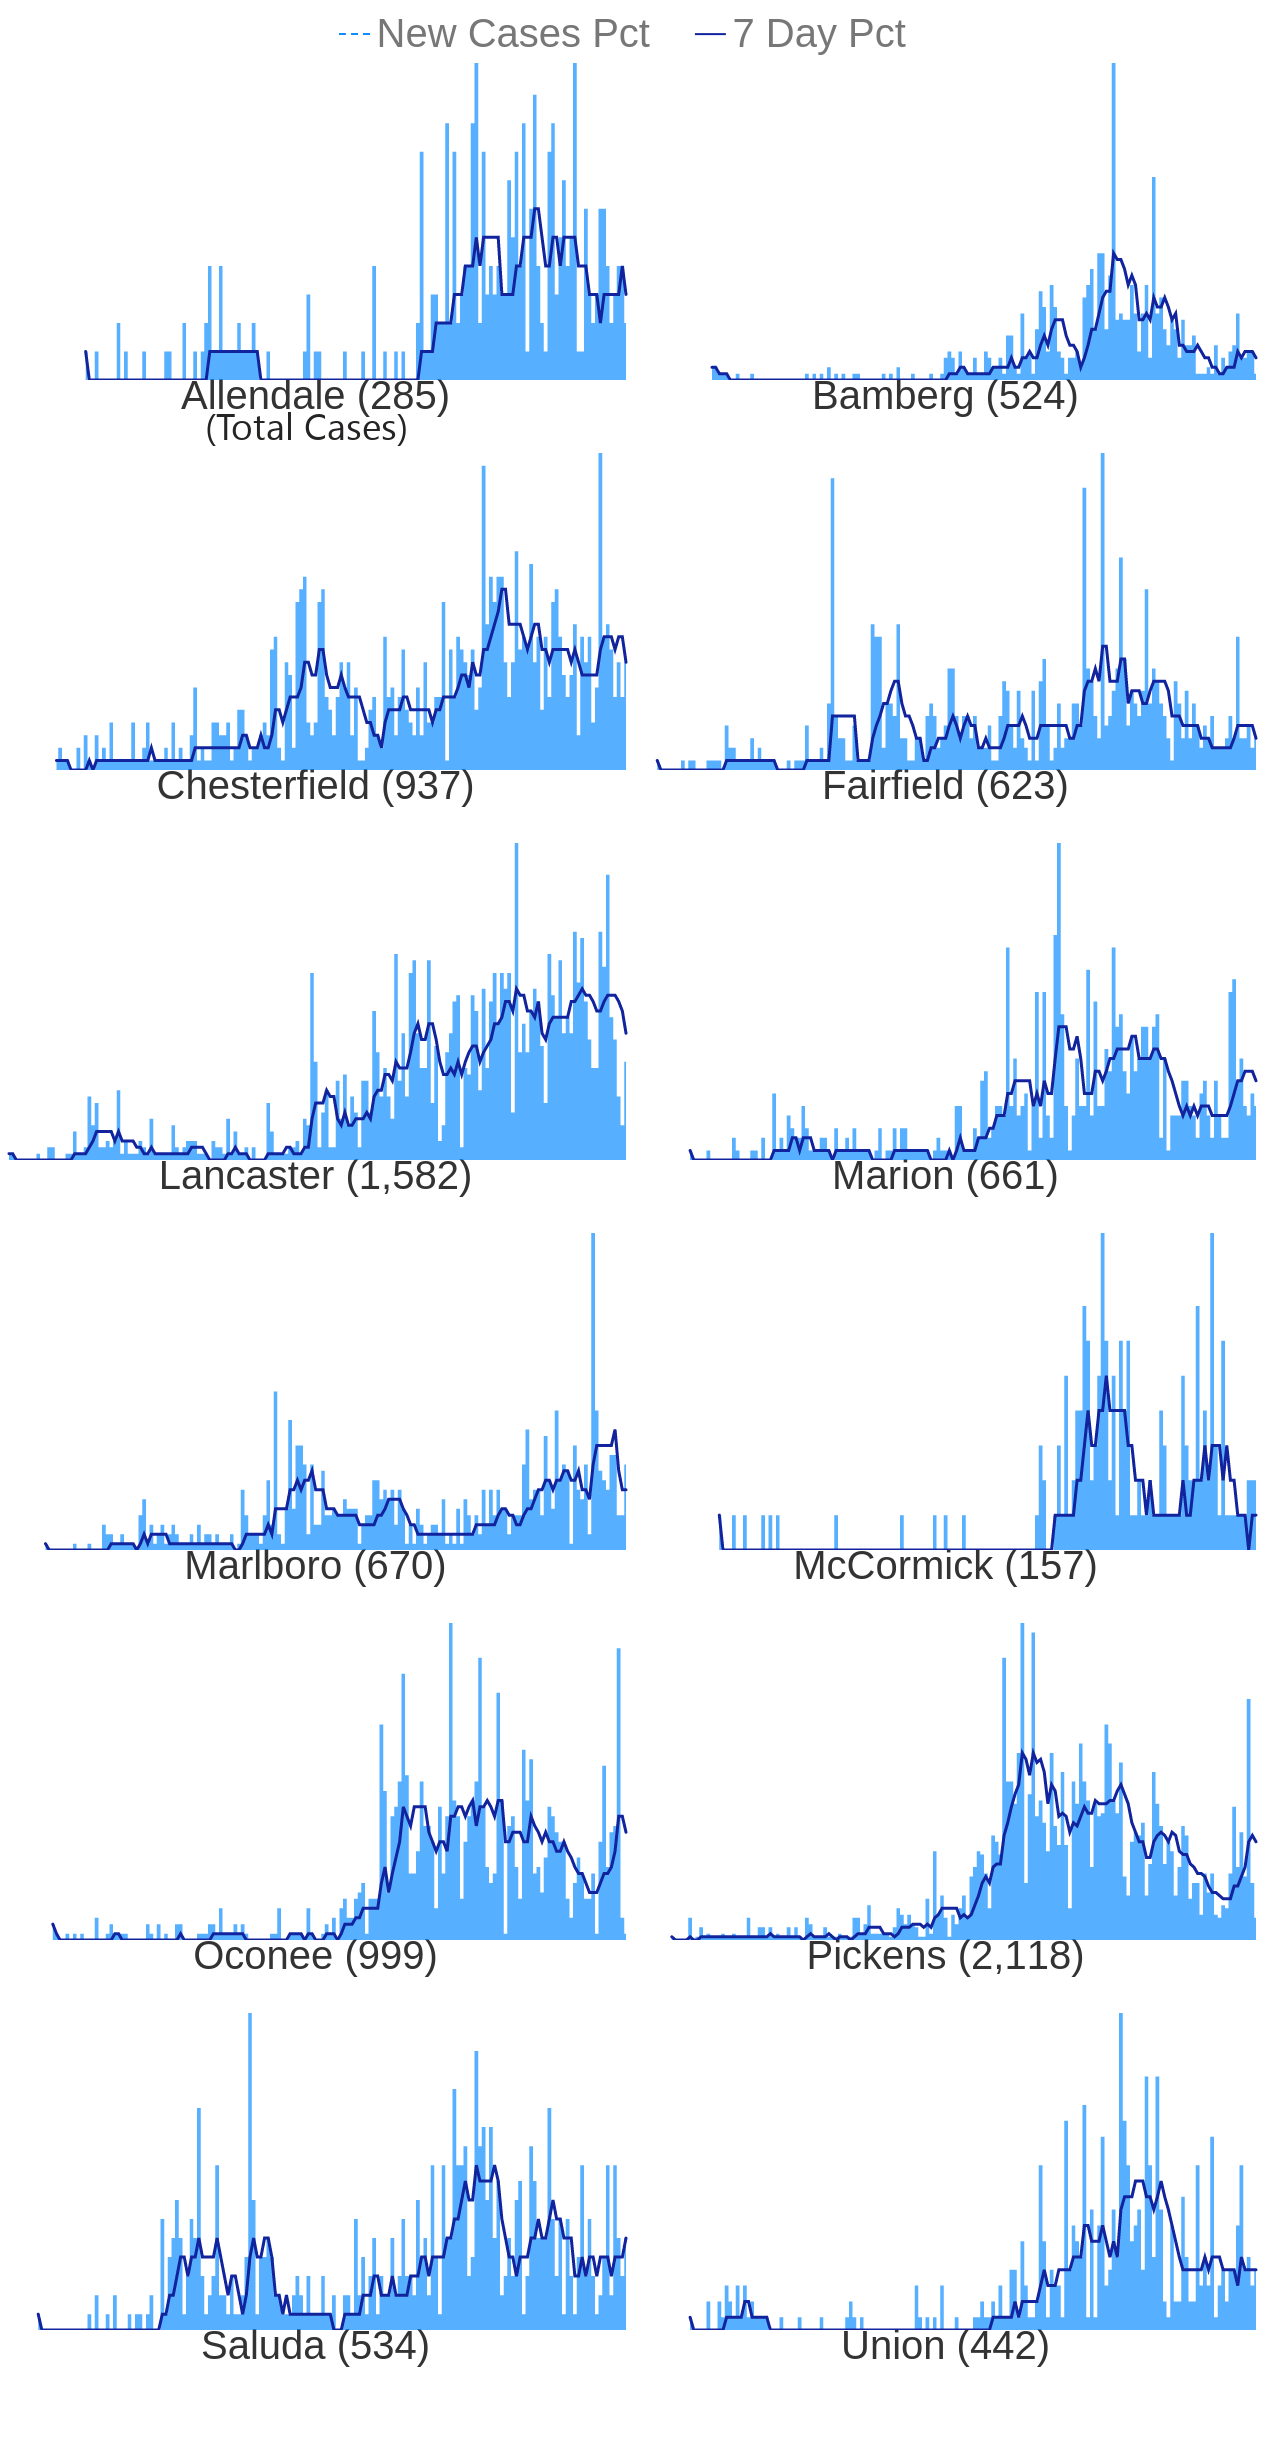 New Cases Pct 7 Day Pct
Allendale (285) Bamberg (524)
(Total Cases)
Chesterfield (937) Fairfield (623)
Lancaster (1,582) Marion (661)
Marlboro (670) McCormick (157)
Oconee (999) Pickens (2,118)
Saluda (534) Union (442)